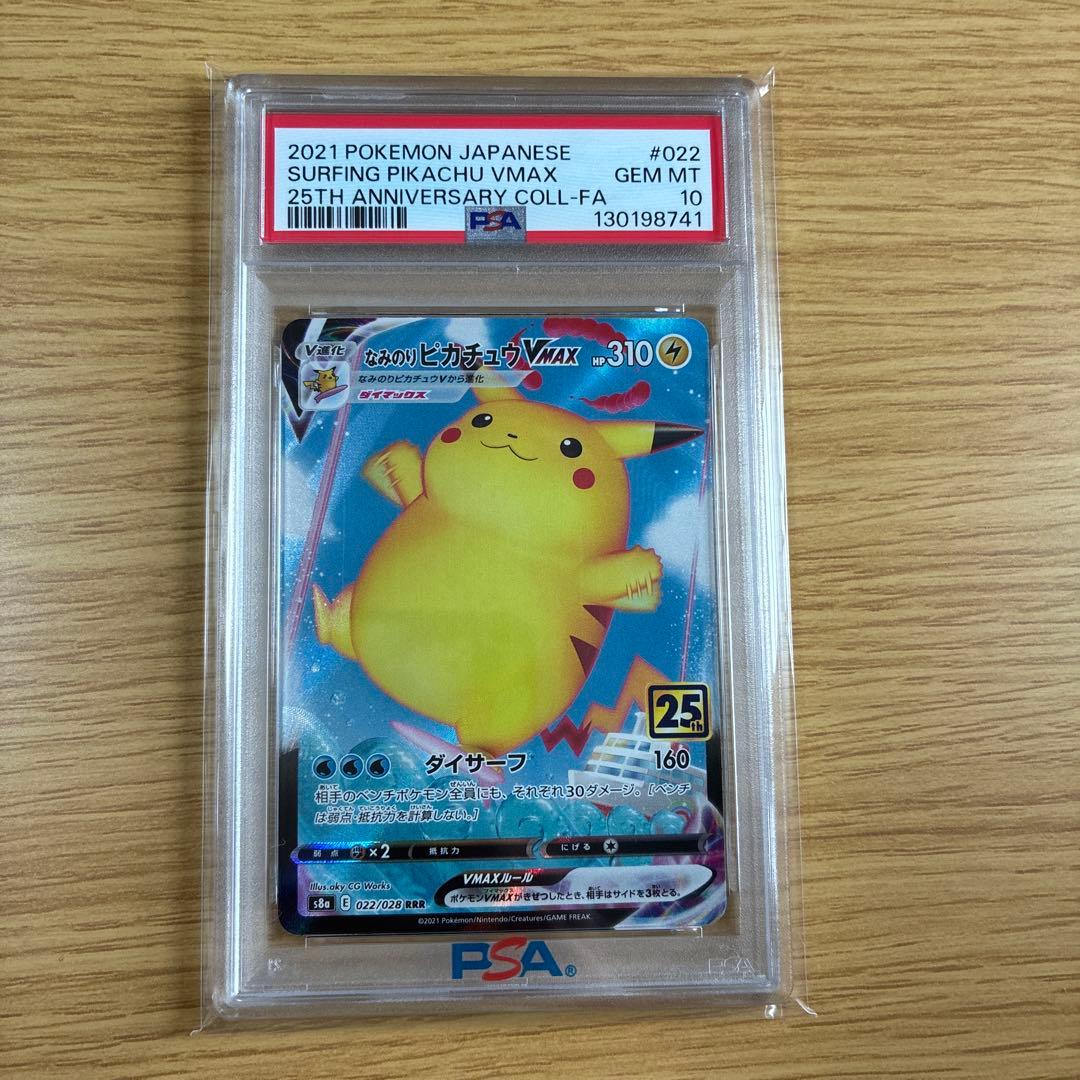 2021 POKEMON JAPANESE #022
SURFING PIKACHU VMAX GEM MT
25TH ANNIVERSARY COLL-FA 10
PSA 130198741
V進化 なみのりピカチュウVMAX HP310
なみのりピカチュウVから進化
ダイマックス
25th
ダイサーフ 160
相手のベンチポケモン全員にも、それぞれ30ダメージ。[ベンチ
は弱点・抵抗力を計算しない。]
弱点 ×2 抵抗力 にげる
Illus.aky CG Works
VMAXルール
ポケモンVMAXがきぜつしたとき、相手はサイドを3枚とる。
s8a E 022/028 RRR
©2021 Pokémon/Nintendo/Creatures/GAME FREAK.
PSA®
PSA